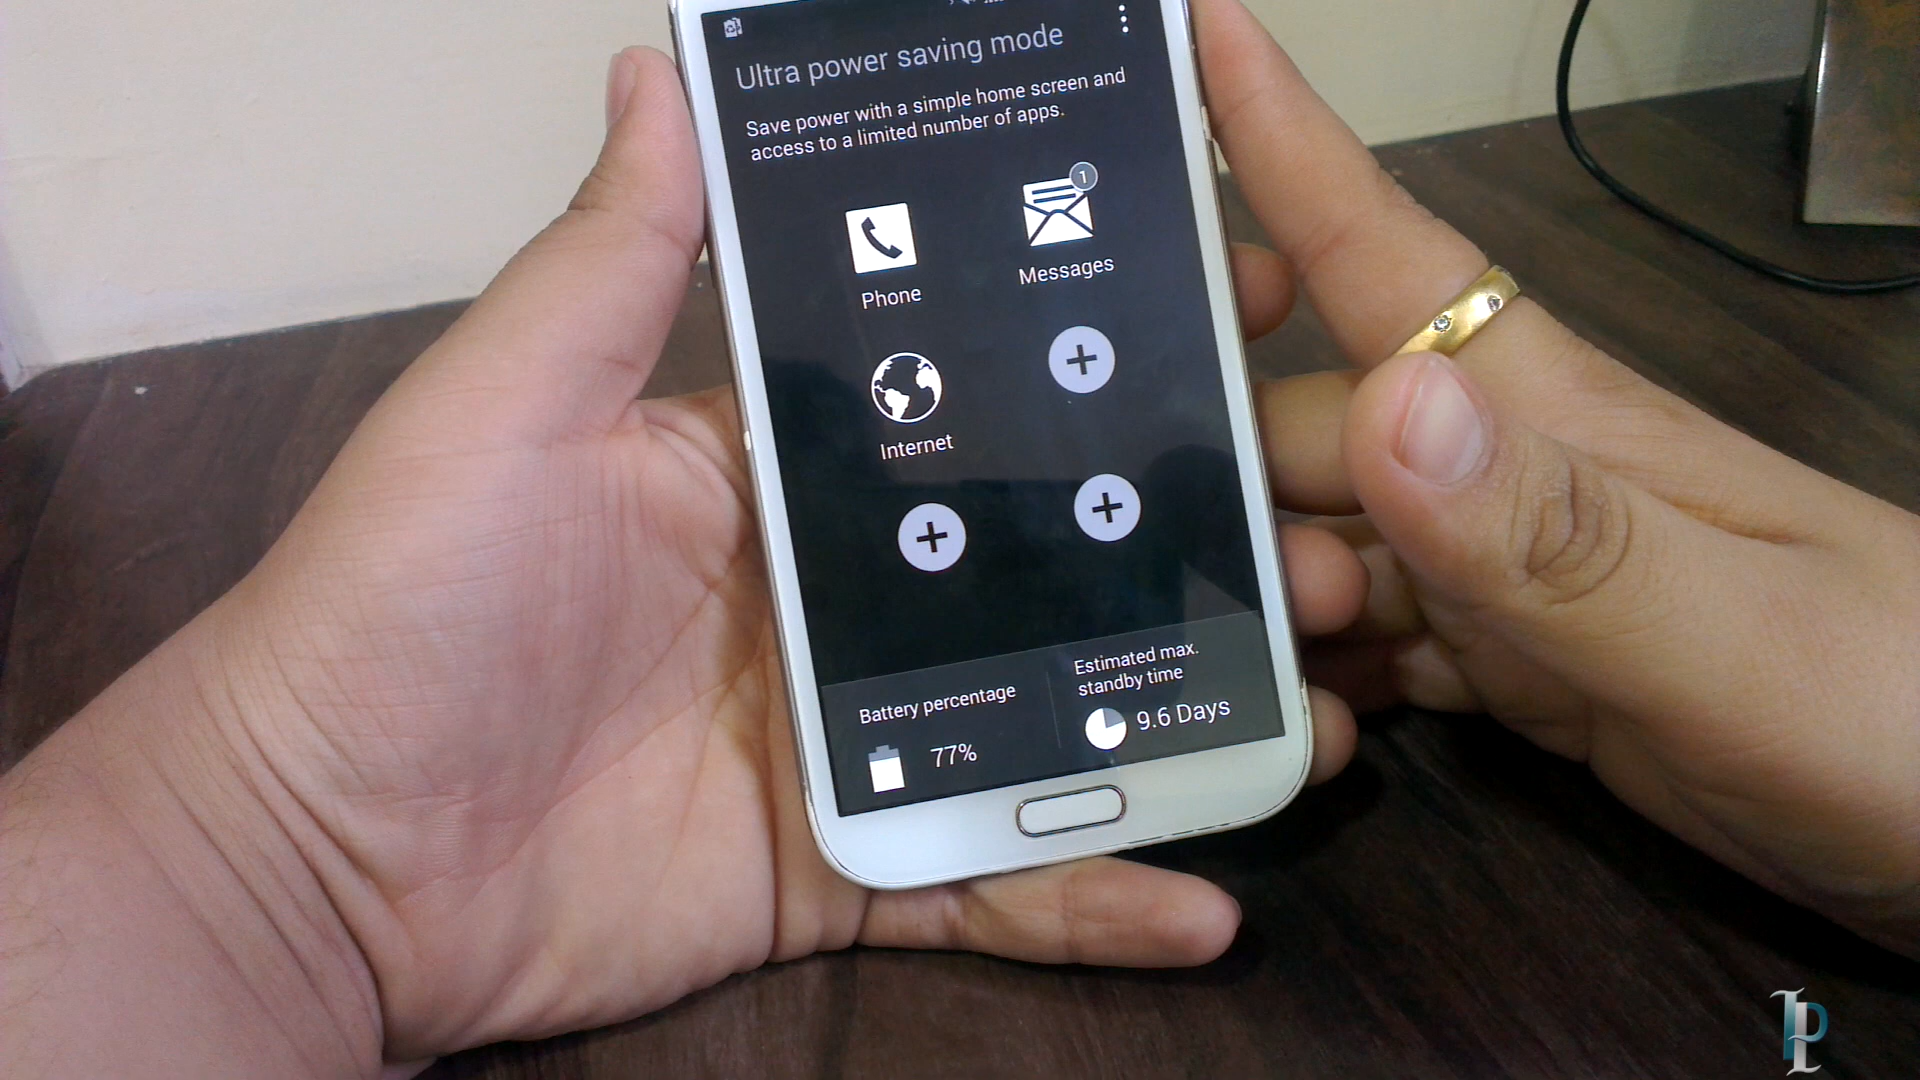 Ultra power saving mode
Save power with a simple home screen and
access to a limited number of apps.
1
Phone
Messages
Internet
Battery percentage
77%
Estimated max.
standby time
9.6 Days